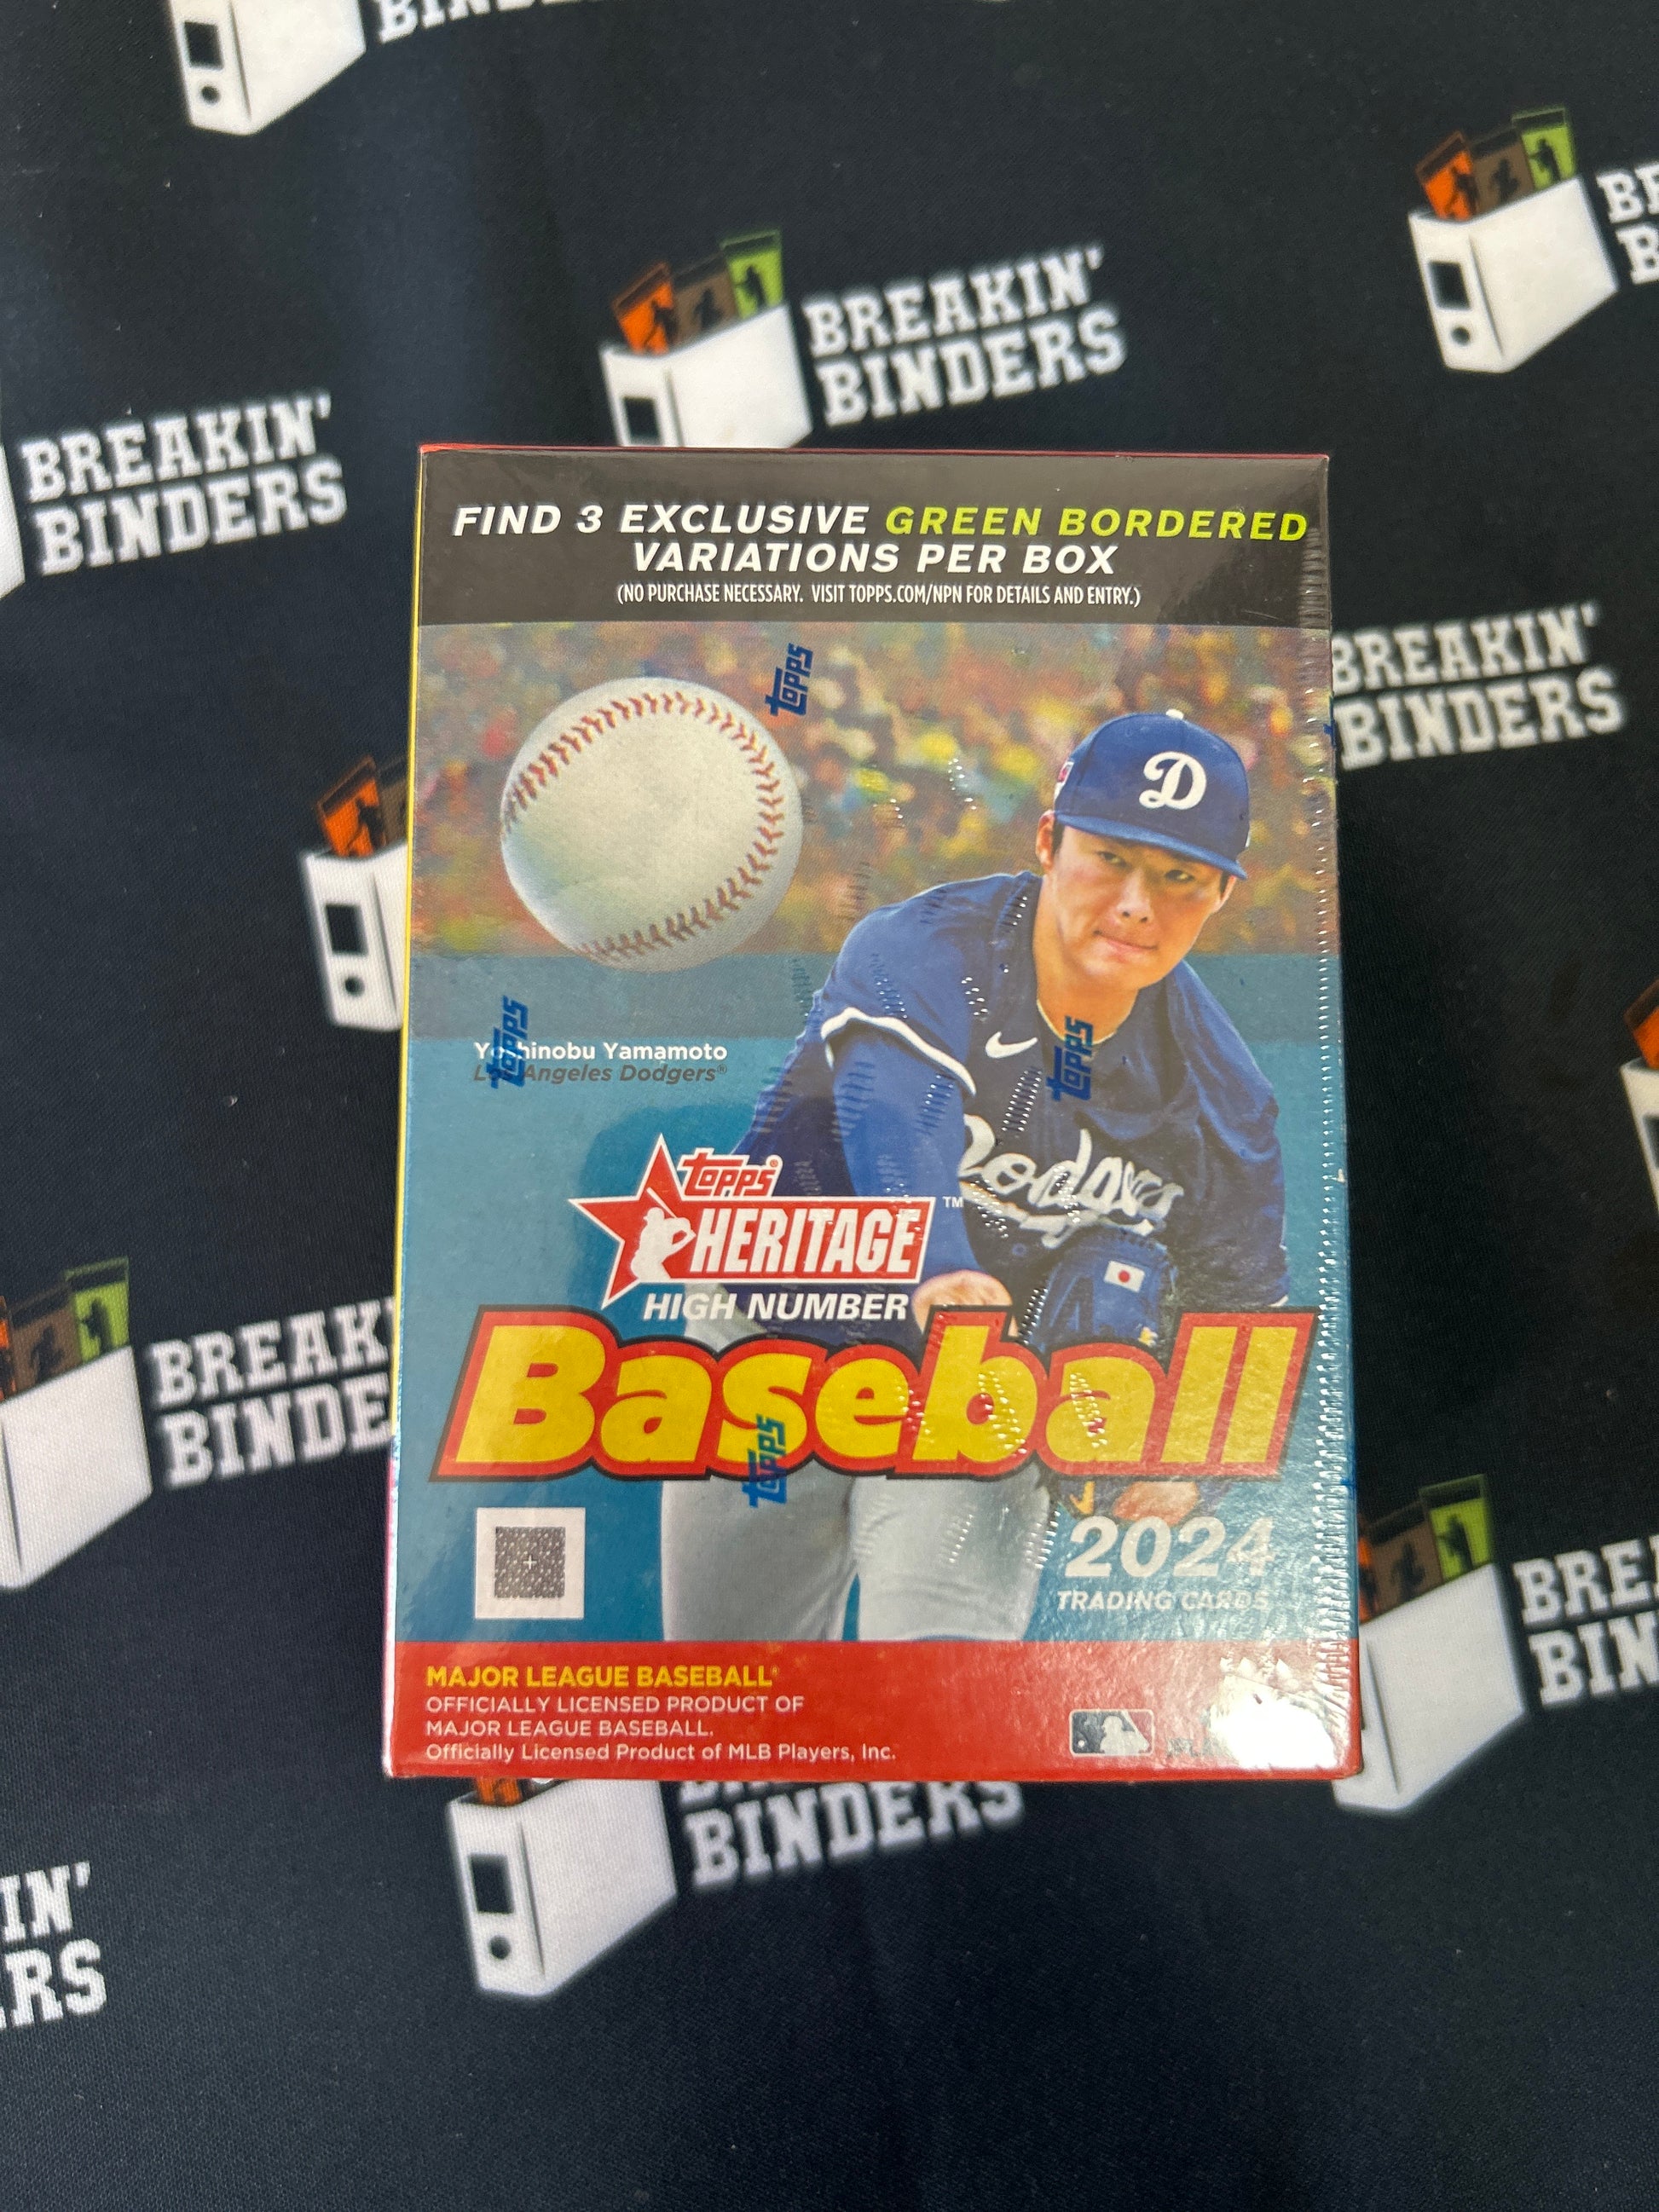 BREAKIN'
BINDERS
BREAKIN'
BINDERS
BREAKIN'
BINDERS
FIND 3 EXCLUSIVE GREEN BORDERED
VARIATIONS PER BOX
(NO PURCHASE NECESSARY. VISIT TOPPS.COM/NPN FOR DETAILS AND ENTRY.)
topps
D
Yoshinobu Yamamoto
Los Angeles Dodgers®
topps
topps
Dodgers
topps
HERITAGE™
HIGH NUMBER
Baseball
topps
2024
TRADING CARDS
MAJOR LEAGUE BASEBALL®
OFFICIALLY LICENSED PRODUCT OF
MAJOR LEAGUE BASEBALL.
Officially Licensed Product of MLB Players, Inc.
BINDERS